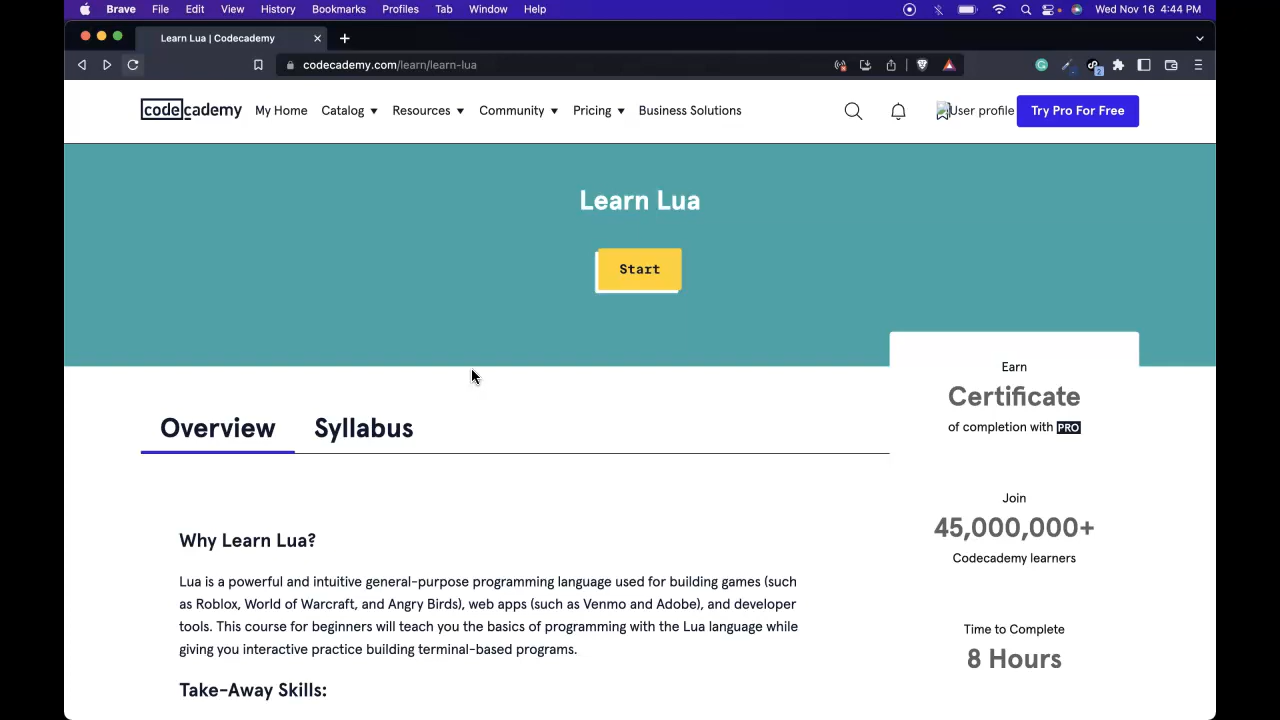 Brave File Edit View History Bookmarks Profiles Tab Window Help Wed Nov 16 4:44 PM
Learn Lua | Codecademy
codecademy.com/learn/learn-lua
2
codecademy My Home Catalog Resources Community Pricing Business Solutions User profile Try Pro For Free
Learn Lua
Start
Overview Syllabus
Why Learn Lua?
Lua is a powerful and intuitive general-purpose programming language used for building games (such
as Roblox, World of Warcraft, and Angry Birds), web apps (such as Venmo and Adobe), and developer
tools. This course for beginners will teach you the basics of programming with the Lua language while
giving you interactive practice building terminal-based programs.
Take-Away Skills:
Earn
Certificate
of completion with PRO
Join
45,000,000+
Codecademy learners
Time to Complete
8 Hours